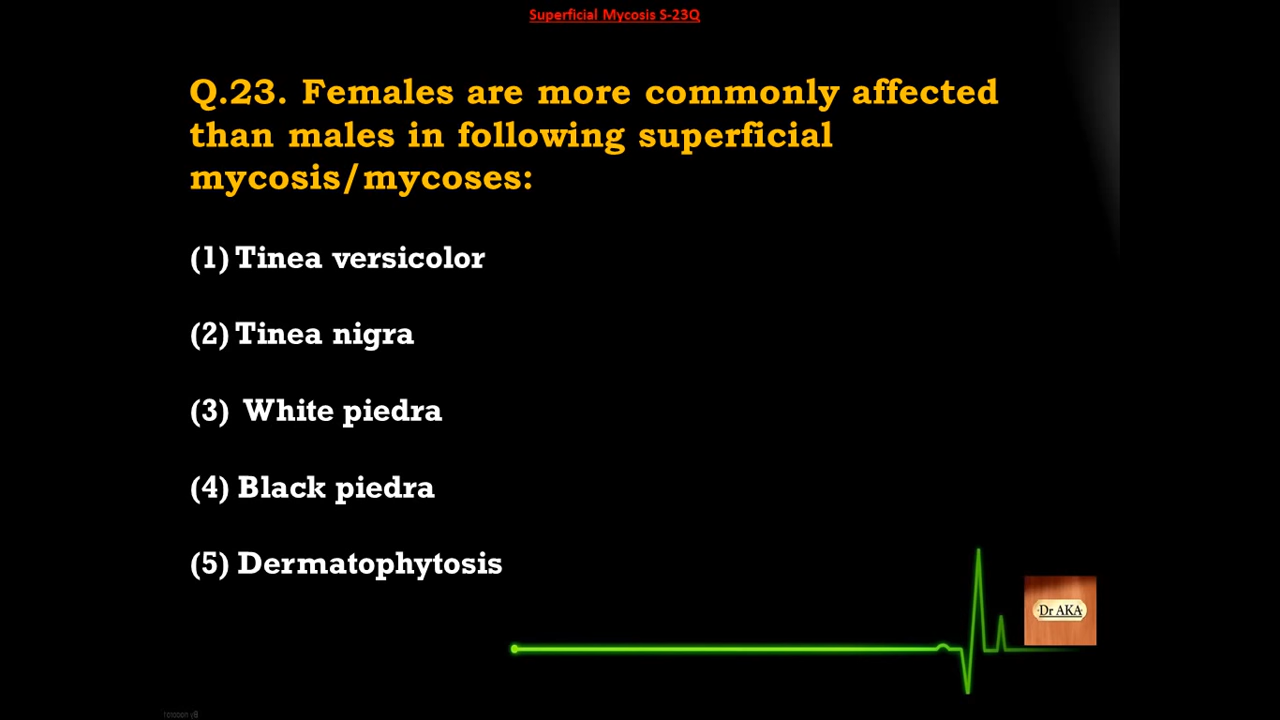 Superficial Mycosis S-23Q
Q.23. Females are more commonly affected
than males in following superficial
mycosis/mycoses:
(1) Tinea versicolor
(2) Tinea nigra
(3) White piedra
(4) Black piedra
(5) Dermatophytosis
Dr AKA